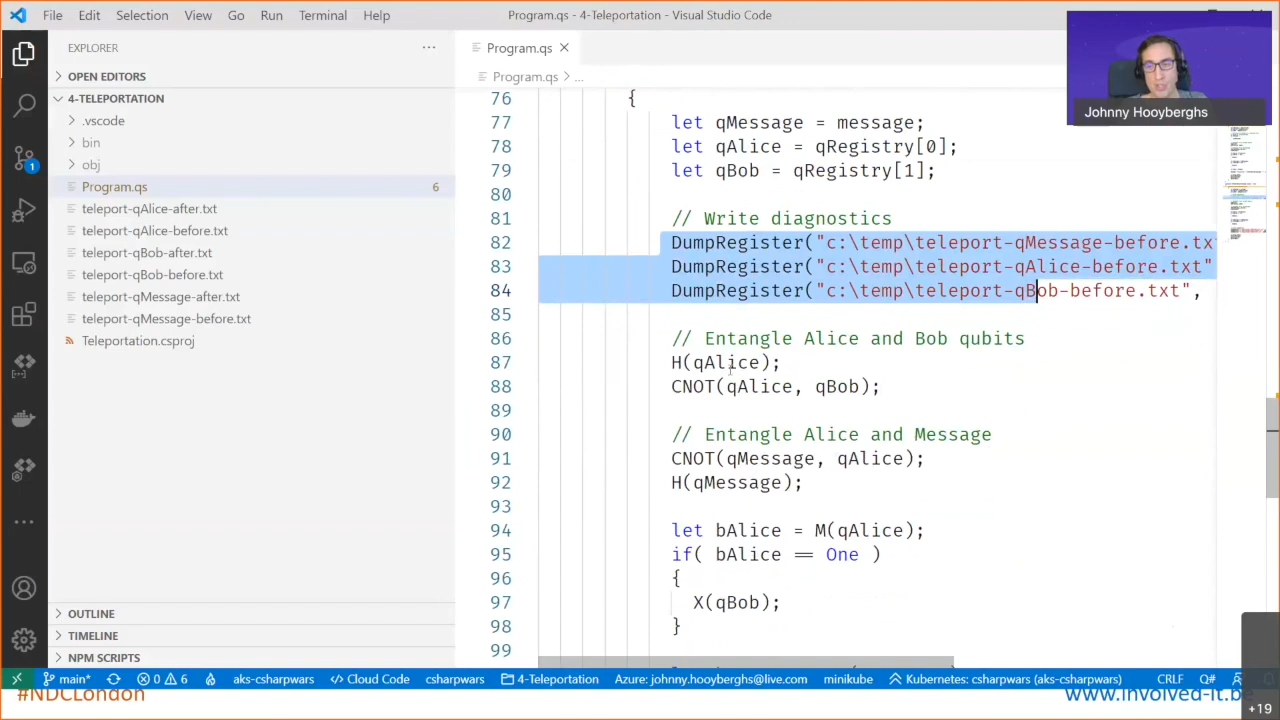 File Edit Selection View Go Run Terminal Help
Program.qs - 4-Teleportation - Visual Studio Code
Johnny Hooyberghs
EXPLORER
OPEN EDITORS
4-TELEPORTATION
.vscode
bin
obj
Program.qs 6
teleport-qAlice-after.txt
teleport-qAlice-before.txt
teleport-qBob-after.txt
teleport-qBob-before.txt
teleport-qMessage-after.txt
teleport-qMessage-before.txt
Teleportation.csproj
OUTLINE
TIMELINE
NPM SCRIPTS
1
Program.qs
Program.qs > ...
76 {
77 let qMessage = message;
78 let qAlice = qRegistry[0];
79 let qBob = qRegistry[1];
80
81 // Write diagnostics
82 DumpRegister("c:\temp\teleport-qMessage-before.tx
83 DumpRegister("c:\temp\teleport-qAlice-before.txt"
84 DumpRegister("c:\temp\teleport-qBob-before.txt",
85
86 // Entangle Alice and Bob qubits
87 H(qAlice);
88 CNOT(qAlice, qBob);
89
90 // Entangle Alice and Message
91 CNOT(qMessage, qAlice);
92 H(qMessage);
93
94 let bAlice = M(qAlice);
95 if( bAlice == One )
96 {
97 X(qBob);
98 }
99
main* 0 6 aks-csharpwars Cloud Code csharpwars 4-Teleportation Azure: johnny.hooyberghs@live.com minikube Kubernetes: csharpwars (aks-csharpwars) CRLF Q#
#NDCLondon
www.involved-it.be
+19